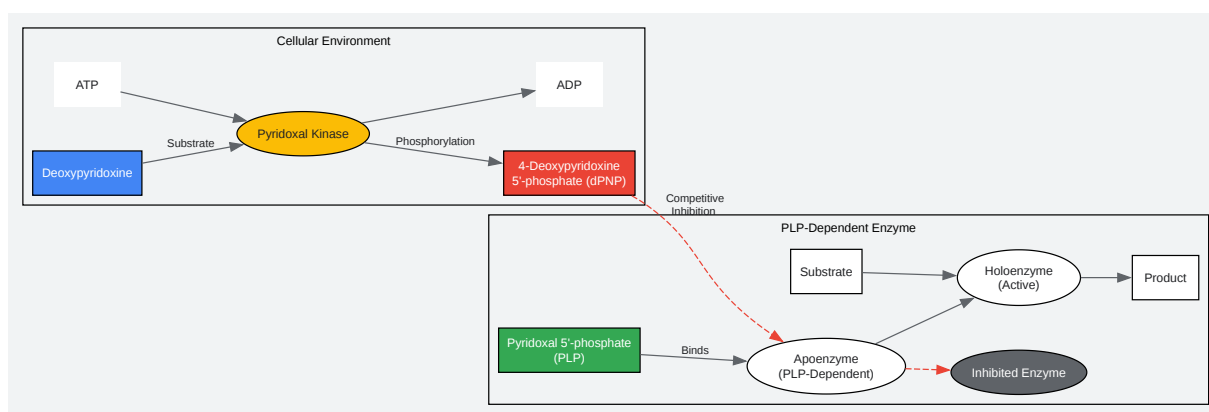 Cellular Environment
ATP
ADP
Pyridoxal Kinase
Substrate
Phosphorylation
Deoxypyridoxine
4-Deoxypyridoxine
5'-phosphate (dPNP)
Competitive
Inhibition
PLP-Dependent Enzyme
Substrate
Holoenzyme
(Active)
Product
Pyridoxal 5'-phosphate
(PLP)
Binds
Apoenzyme
(PLP-Dependent)
Inhibited Enzyme